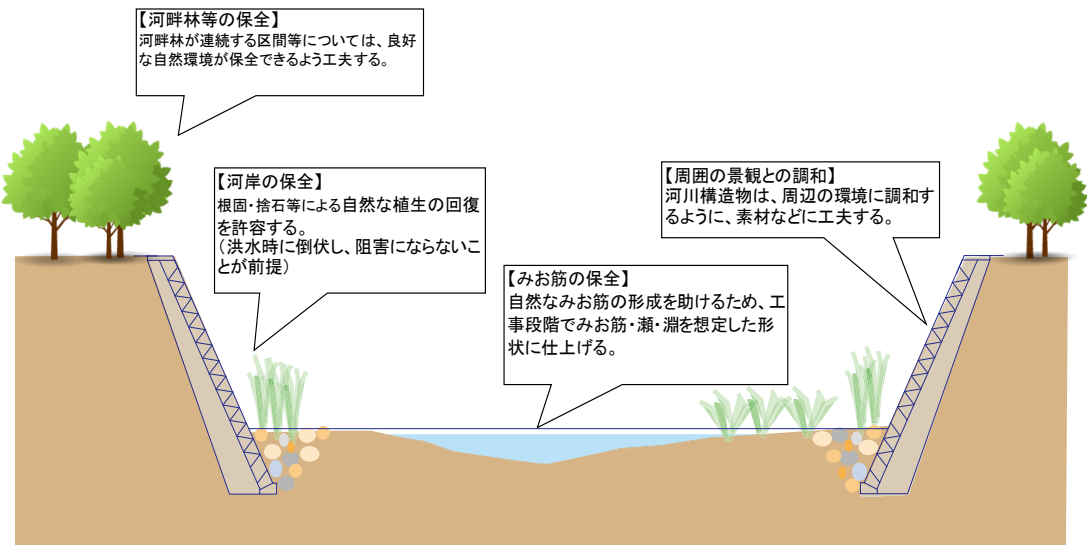 【河畔林等の保全】
河畔林が連続する区間等については、良好
な自然環境が保全できるよう工夫する。
【河岸の保全】
根固・捨石等による自然な植生の回復
を許容する。
（洪水時に倒伏し、阻害にならないこ
とが前提）
【周囲の景観との調和】
河川構造物は、周辺の環境に調和す
るように、素材などに工夫する。
【みお筋の保全】
自然なみお筋の形成を助けるため、工
事段階でみお筋・瀬・淵を想定した形
状に仕上げる。